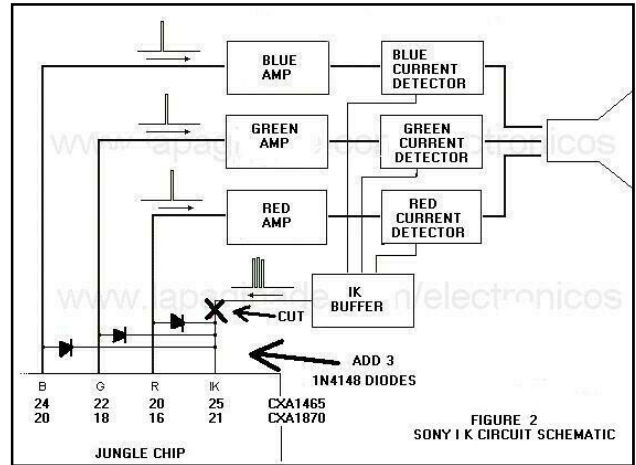 BLUE
AMP
BLUE
CURRENT
DETECTOR
GREEN
AMP
GREEN
CURRENT
DETECTOR
RED
AMP
RED
CURRENT
DETECTOR
IK
BUFFER
CUT
ADD 3
1N4148 DIODES
B G R IK
24 22 20 25 CXA1465
20 18 16 21 CXA1870
JUNGLE CHIP
FIGURE 2
SONY I K CIRCUIT SCHEMATIC